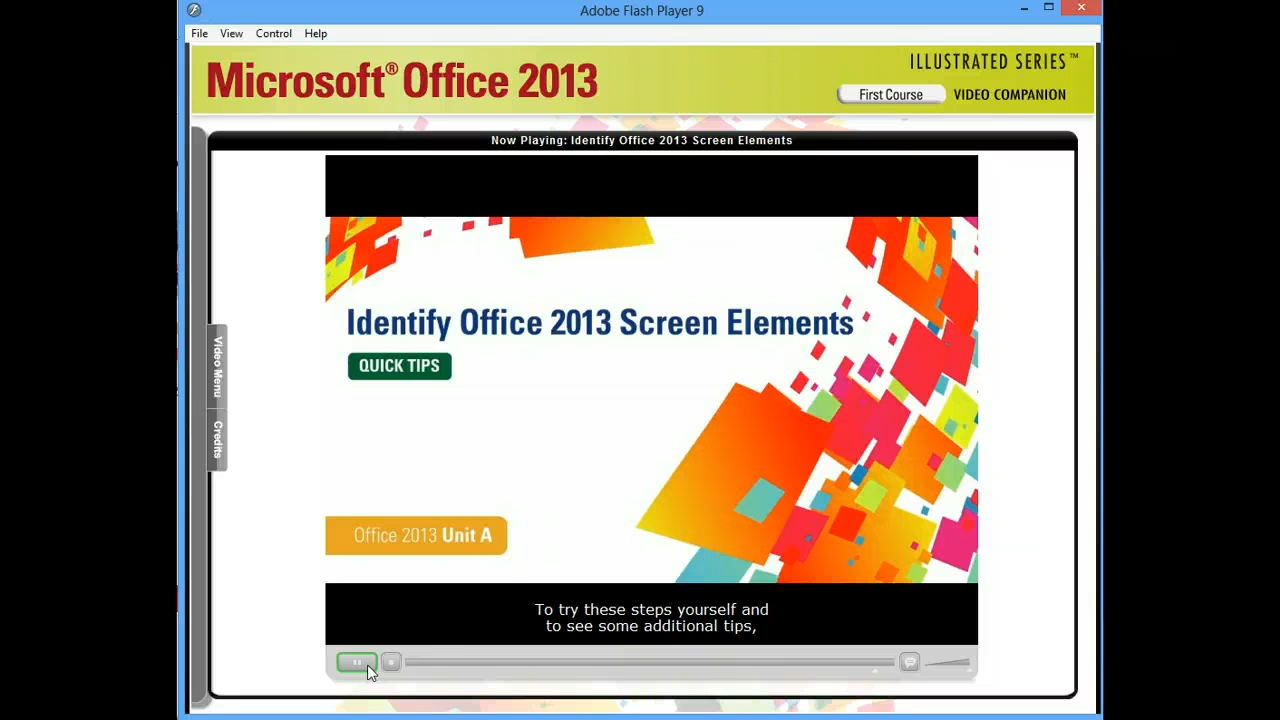 Adobe Flash Player 9
File View Control Help
Microsoft® Office 2013
ILLUSTRATED SERIES™
First Course VIDEO COMPANION
Now Playing: Identify Office 2013 Screen Elements
Identify Office 2013 Screen Elements
QUICK TIPS
Video Menu
Credits
Office 2013 Unit A
To try these steps yourself and
to see some additional tips,